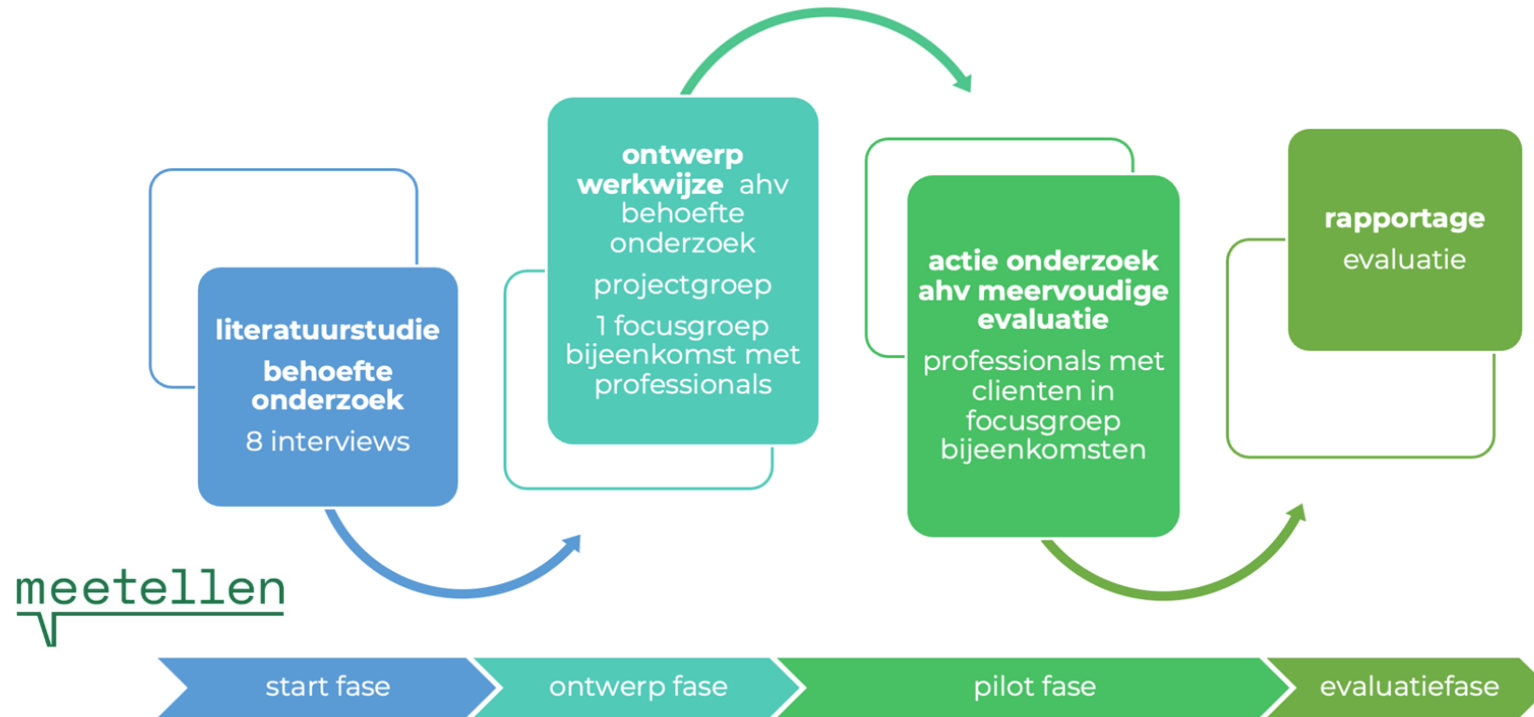 literatuurstudie
behoefte
onderzoek
8 interviews
ontwerp
werkwijze ahv
behoefte
onderzoek
projectgroep
1 focusgroep
bijeenkomst met
professionals
actie onderzoek
ahv meervoudige
evaluatie
professionals met
clienten in
focusgroep
bijeenkomsten
rapportage
evaluatie
meetellen
start fase
ontwerp fase
pilot fase
evaluatiefase